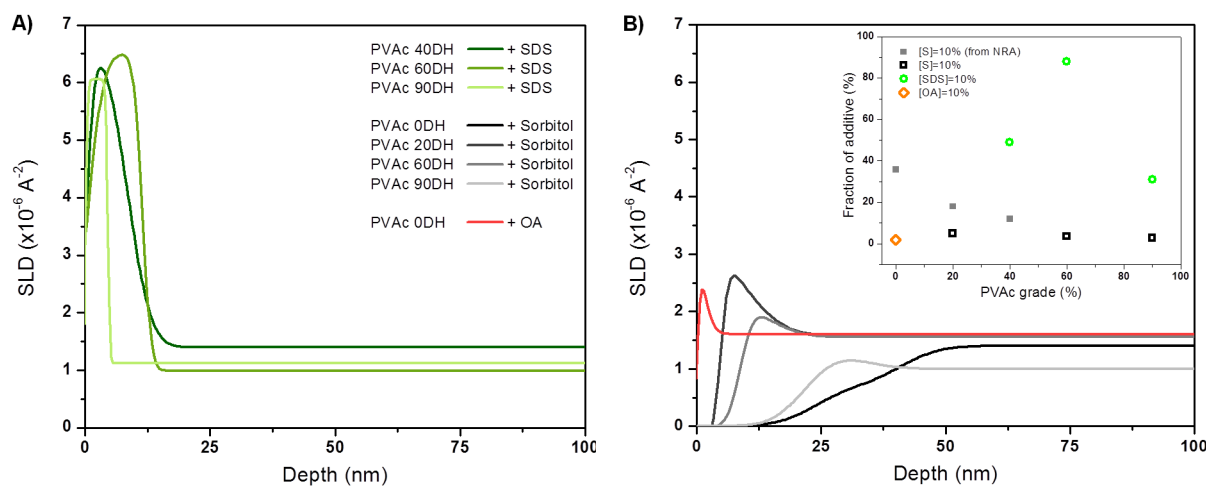 A)
SLD (x10⁻⁶ A⁻²)
7
6
5
4
3
2
1
0
PVAc 40DH + SDS
PVAc 60DH + SDS
PVAc 90DH + SDS
PVAc 0DH + Sorbitol
PVAc 20DH + Sorbitol
PVAc 60DH + Sorbitol
PVAc 90DH + Sorbitol
PVAc 0DH + OA
0 25 50 75 100
Depth (nm)
B)
SLD (x10⁻⁶ A⁻²)
7
6
5
4
3
2
1
0
Fraction of additive (%)
100
80
60
40
20
0
[S]=10% (from NRA)
[S]=10%
[SDS]=10%
[OA]=10%
0 20 40 60 80 100
PVAc grade (%)
0 25 50 75 100
Depth (nm)